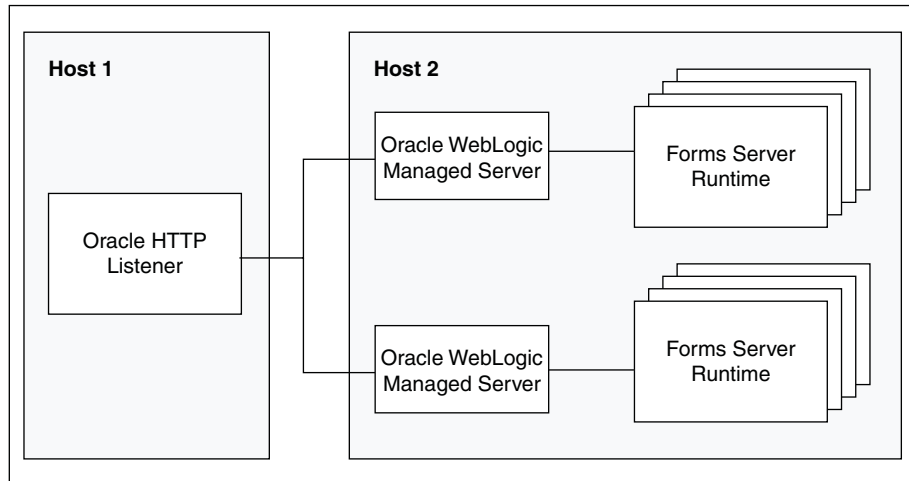 Host 1
Oracle HTTP
Listener
Host 2
Oracle WebLogic
Managed Server
Forms Server
Runtime
Oracle WebLogic
Managed Server
Forms Server
Runtime